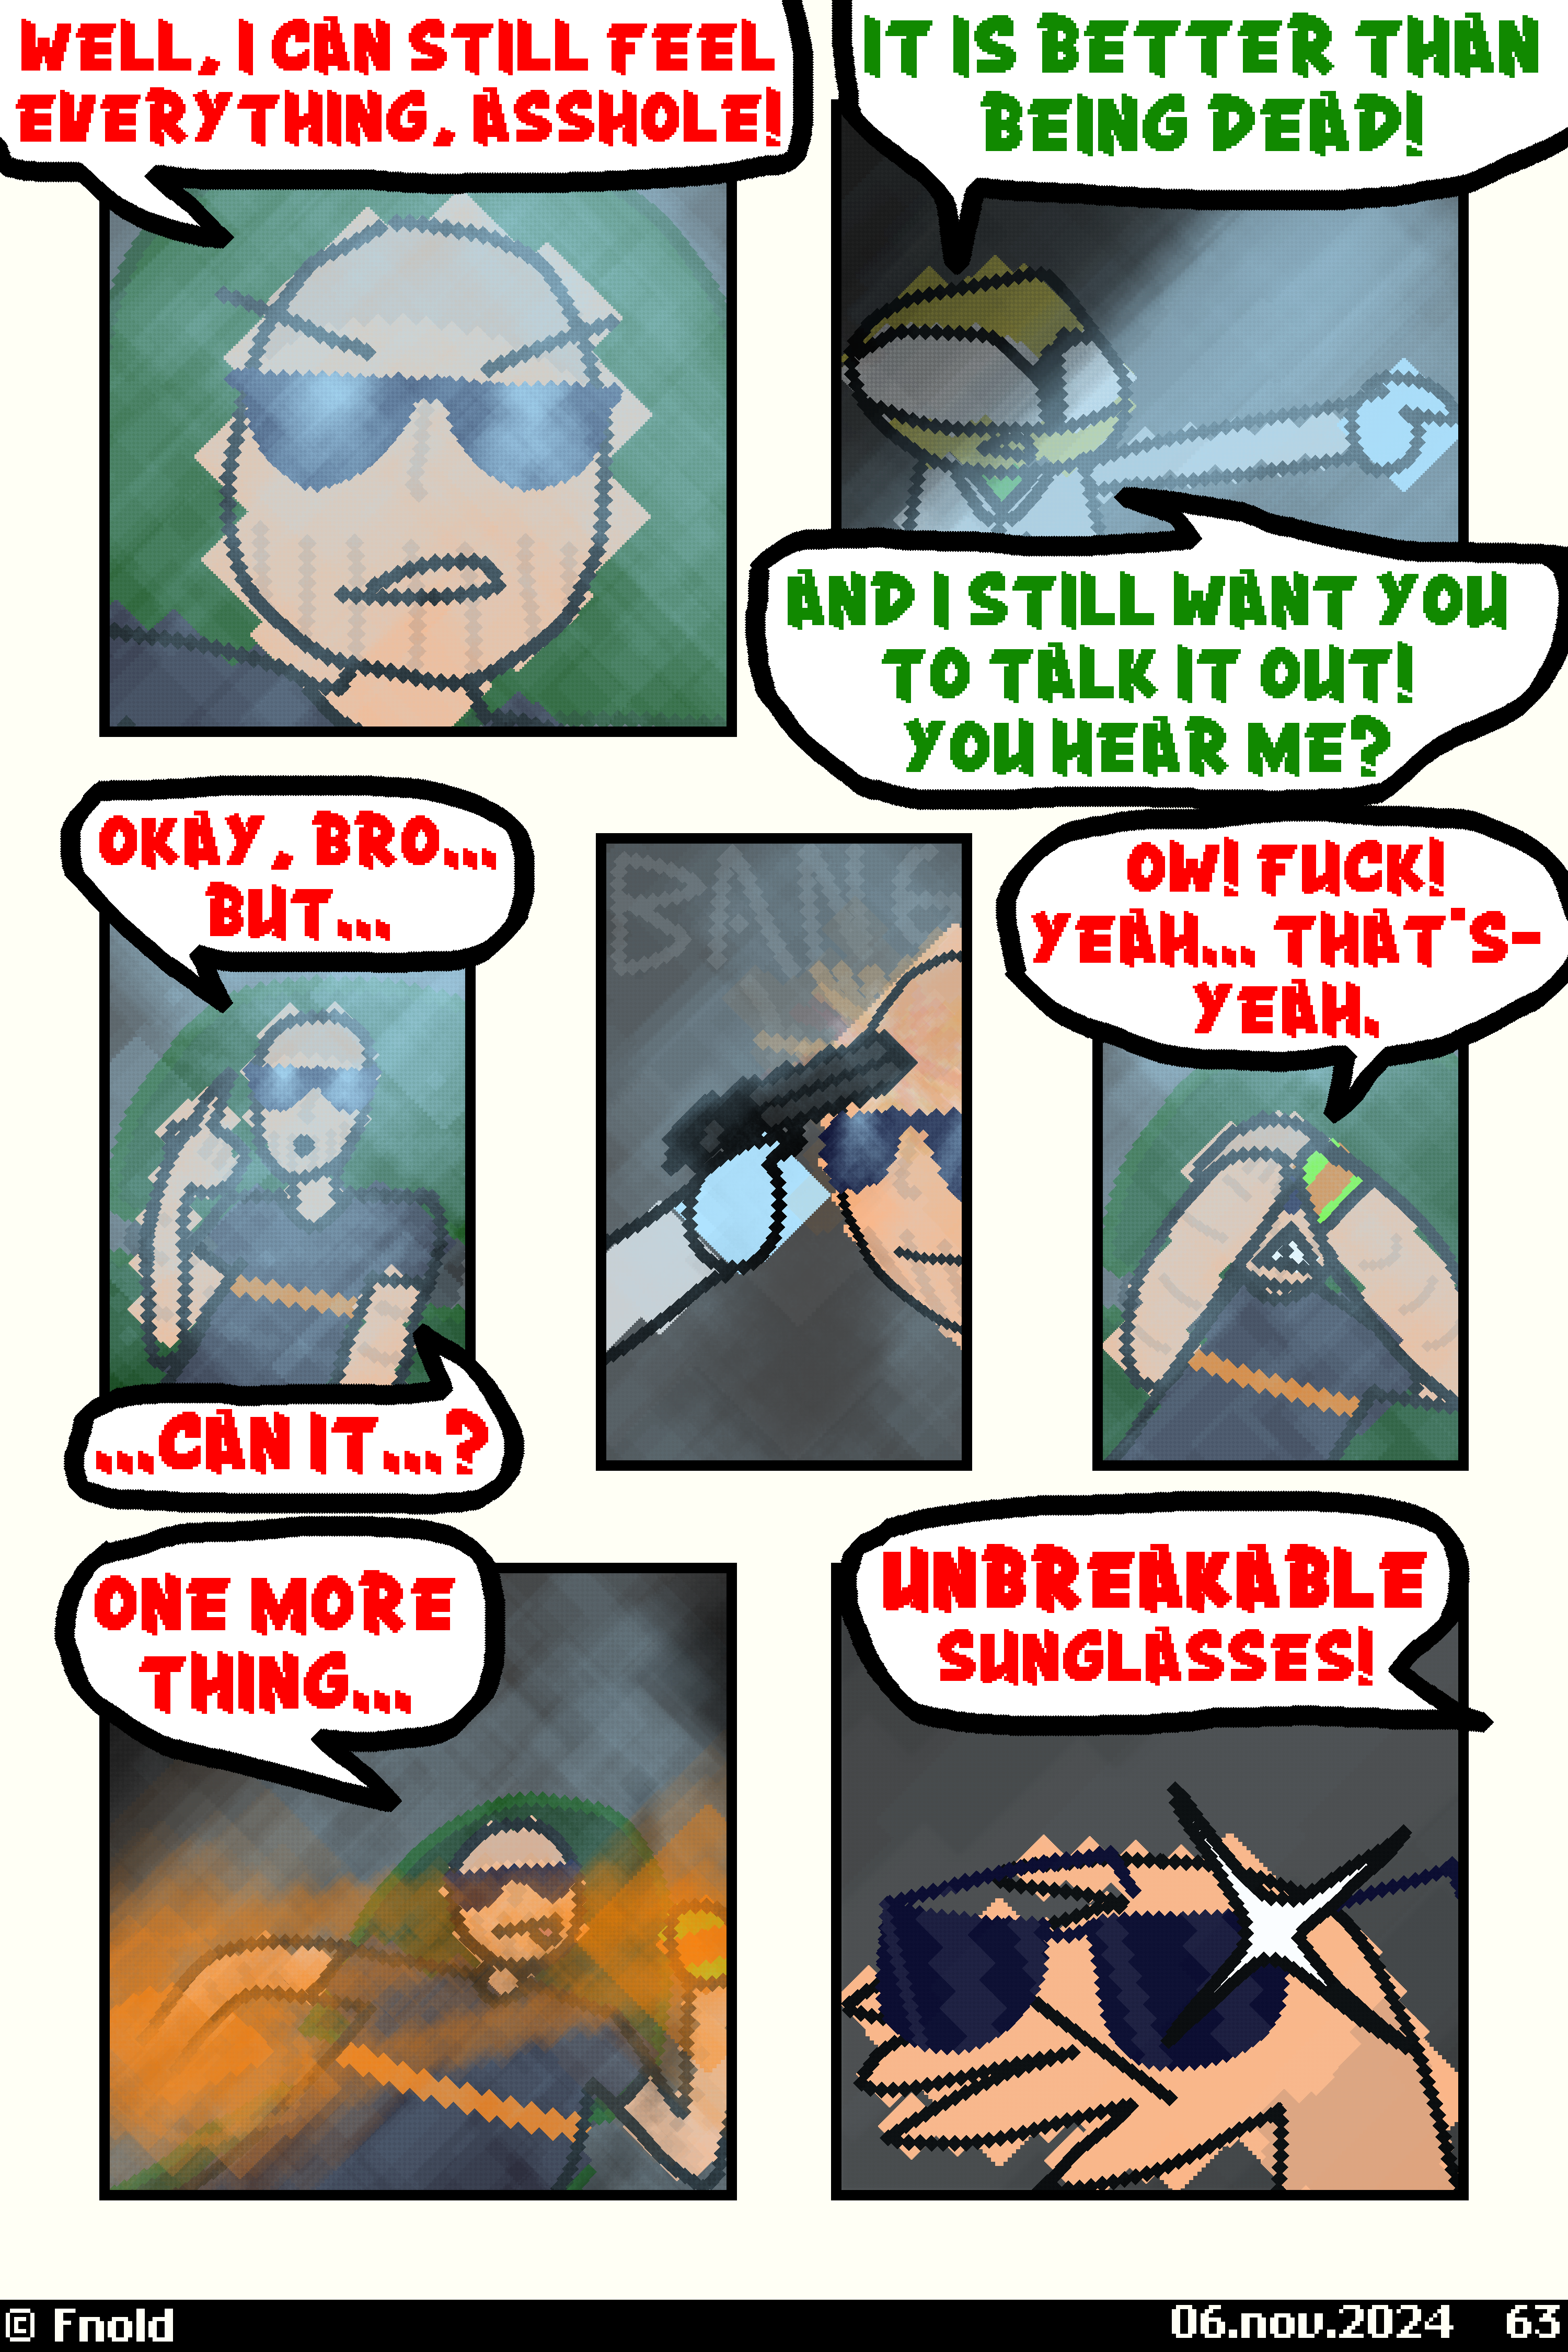 WELL, I CAN STILL FEEL
EVERYTHING, ASSHOLE!
IT IS BETTER THAN
BEING DEAD!
AND I STILL WANT YOU
TO TALK IT OUT!
YOU HEAR ME?
OKAY, BRO...
BUT...
...CAN IT...?
BANG
OW! FUCK!
YEAH... THAT'S-
YEAH.
ONE MORE
THING...
UNBREAKABLE
SUNGLASSES!
© Fnold
06.nov.2024 63